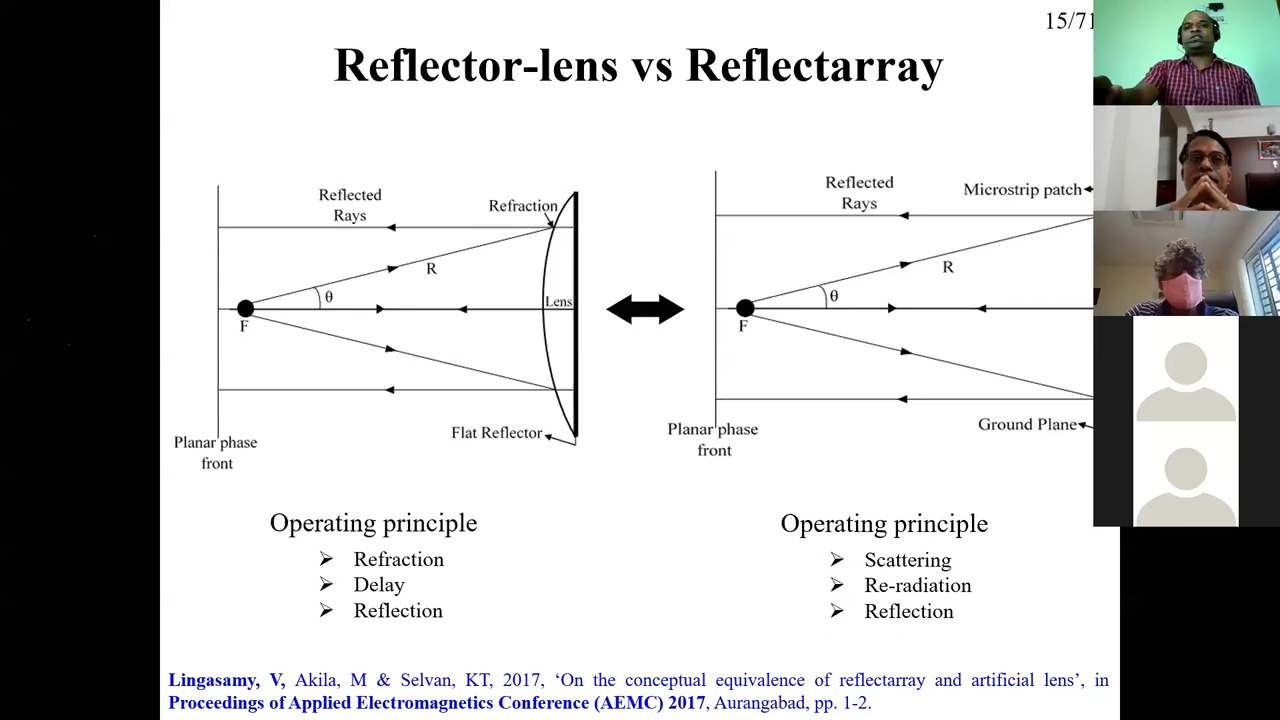 15/71
Reflector-lens vs Reflectarray
Reflected
Rays
Refraction
R
θ
Lens
F
Flat Reflector
Planar phase
front
Reflected
Rays
Microstrip patch
R
θ
F
Ground Plane
Planar phase
front
Operating principle
➢ Refraction
➢ Delay
➢ Reflection
Operating principle
➢ Scattering
➢ Re-radiation
➢ Reflection
Lingasamy, V, Akila, M & Selvan, KT, 2017, ‘On the conceptual equivalence of reflectarray and artificial lens’, in
Proceedings of Applied Electromagnetics Conference (AEMC) 2017, Aurangabad, pp. 1-2.